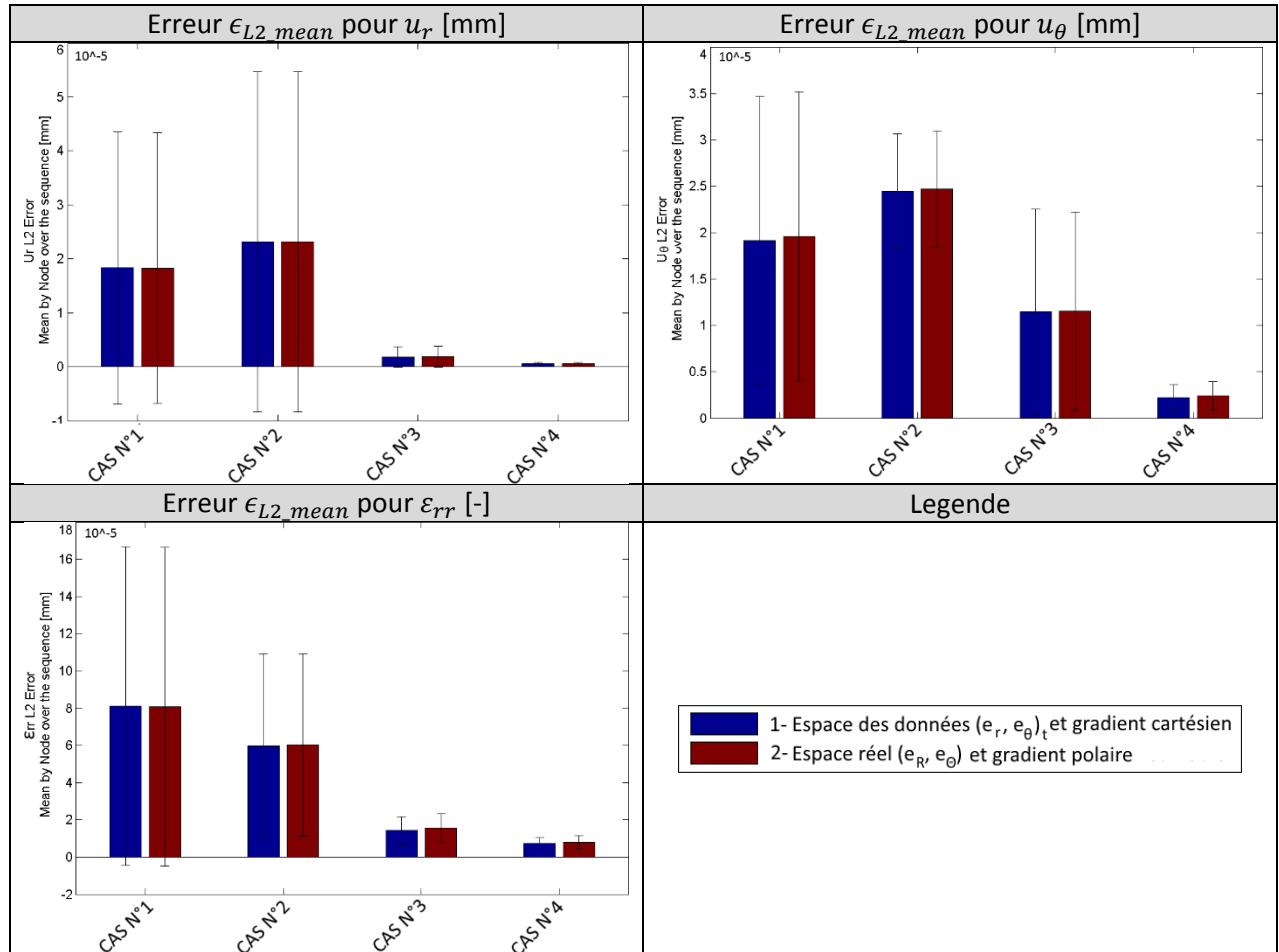 Erreur 𝜖L2_mean pour 𝑢r [mm]
Erreur 𝜖L2_mean pour 𝑢θ [mm]
10^-5
6
5
4
3
2
1
0
-1
Ur L2 Error
Mean by Node over the sequence [mm]
CAS N°1
CAS N°2
CAS N°3
CAS N°4
10^-5
4
3.5
3
2.5
2
1.5
1
0.5
0
Uθ L2 Error
Mean by Node over the sequence [mm]
CAS N°1
CAS N°2
CAS N°3
CAS N°4
Erreur 𝜖L2_mean pour 𝜀rr [-]
Legende
10^-5
18
16
14
12
10
8
6
4
2
0
-2
Err L2 Error
Mean by Node over the sequence [mm]
CAS N°1
CAS N°2
CAS N°3
CAS N°4
1- Espace des données (er, eθ)t et gradient cartésien
2- Espace réel (eR, eΘ) et gradient polaire